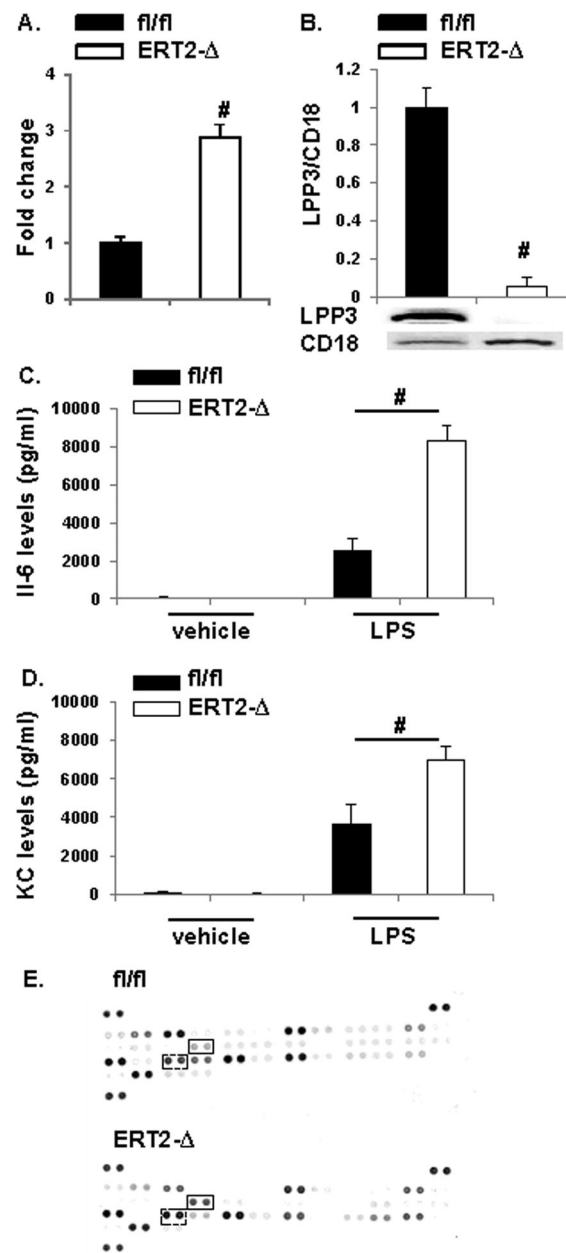 A.
fl/fl
ERT2-Δ
Fold change
4
3
2
1
0
#
B.
fl/fl
ERT2-Δ
LPP3/CD18
1.2
1
0.8
0.6
0.4
0.2
0
#
LPP3
CD18
C.
fl/fl
ERT2-Δ
Il-6 levels (pg/ml)
10000
8000
6000
4000
2000
0
#
vehicle LPS
D.
fl/fl
ERT2-Δ
KC levels (pg/ml)
10000
8000
6000
4000
2000
0
#
vehicle LPS
E.
fl/fl
ERT2-Δ